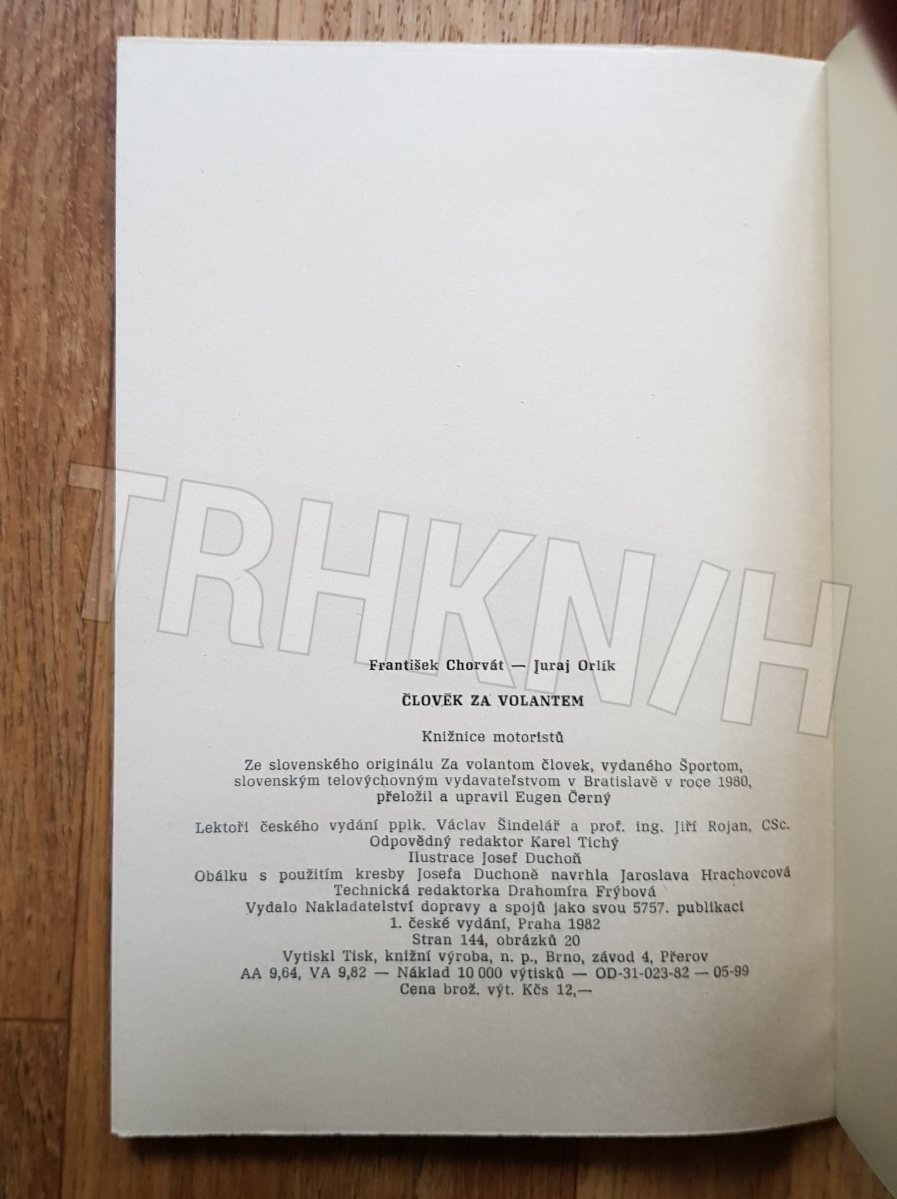 TRHKN/H
František Chorvát — Juraj Orlík
ČLOVĚK ZA VOLANTEM
Knižnice motoristů
Ze slovenského originálu Za volantom človek, vydaného Športom,
slovenským telovýchovným vydavateľstvom v Bratislavě v roce 1980,
přeložil a upravil Eugen Černý
Lektoři českého vydání pplk. Václav Šindelář a prof. ing. Jiří Rojan, CSc.
Odpovědný redaktor Karel Tichý
Ilustrace Josef Duchoň
Obálku s použitím kresby Josefa Duchoně navrhla Jaroslava Hrachovcová
Technická redaktorka Drahomíra Frýbová
Vydalo Nakladatelství dopravy a spojů jako svou 5757. publikaci
1. české vydání, Praha 1982
Stran 144, obrázků 20
Vytiskl Tisk, knižní výroba, n. p., Brno, závod 4, Přerov
AA 9,64, VA 9,82 — Náklad 10 000 výtisků — OD-31-023-82 — 05-99
Cena brož. výt. Kčs 12,—